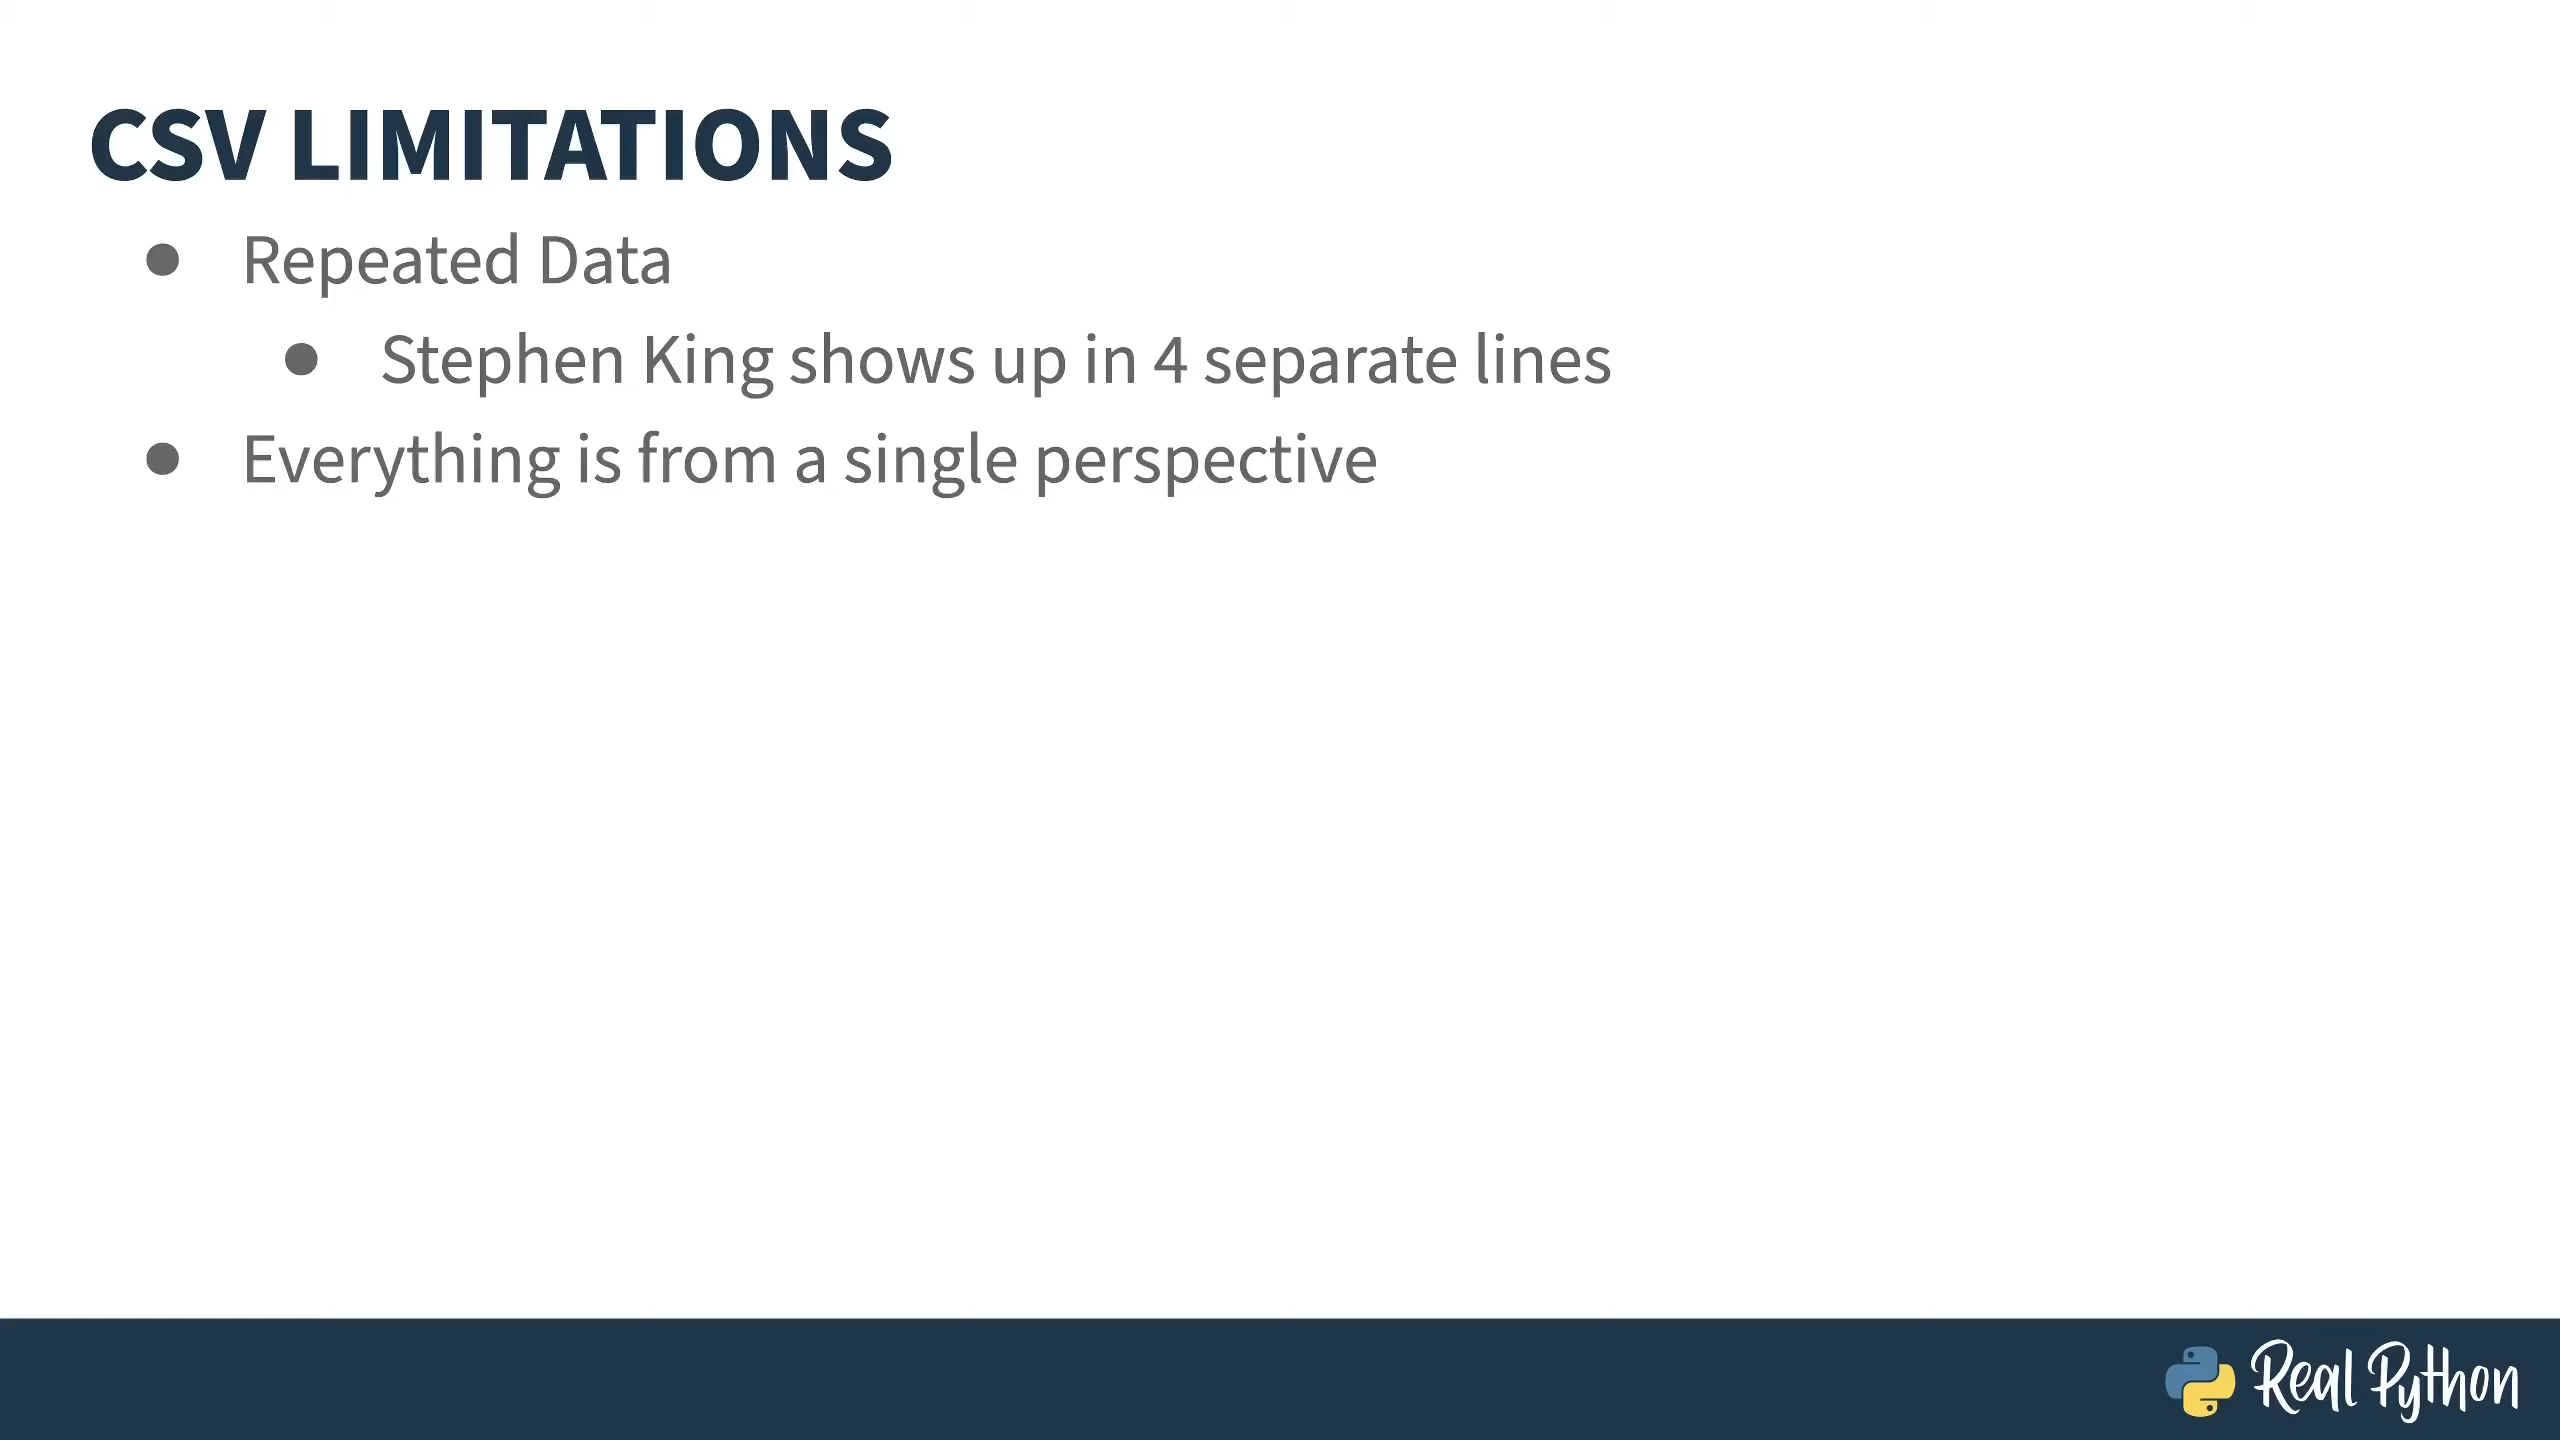 CSV LIMITATIONS
● Repeated Data
● Stephen King shows up in 4 separate lines
● Everything is from a single perspective
Real Python